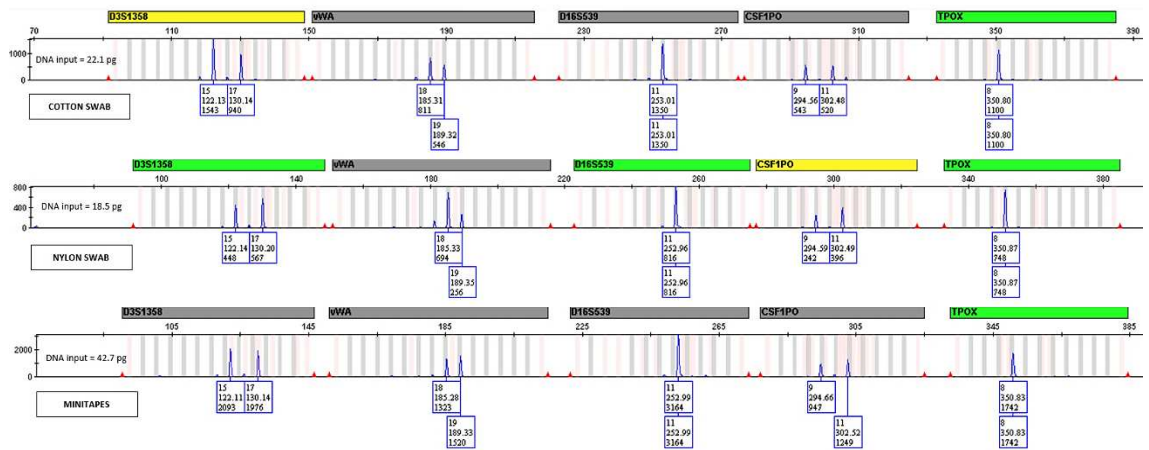 D3S1358 vWA D16S539 CSF1PO TPOX
70 110 150 190 230 270 310 350 390
1000
0
DNA input = 22.1 pg
COTTON SWAB
15 17 18 11 9 11 8
122.13 130.14 185.31 253.01 294.56 302.48 350.80
1543 940 811 1350 543 520 1100
19 11 8
189.32 253.01 350.80
546 1350 1100
D3S1358 vWA D16S539 CSF1PO TPOX
100 140 180 220 260 300 340 380
800
400
0
DNA input = 18.5 pg
NYLON SWAB
15 17 18 11 9 11 8
122.14 130.20 185.33 252.96 294.59 302.49 350.87
448 567 694 816 242 396 748
19 11 8
189.35 252.96 350.87
256 816 748
D3S1358 vWA D16S539 CSF1PO TPOX
105 145 185 225 265 305 345 385
2000
0
DNA input = 42.7 pg
MINITAPES
15 17 18 11 9 8
122.11 130.14 185.28 252.99 294.66 350.83
2093 1976 1323 3164 947 1742
19 11 11 8
189.33 252.99 302.52 350.83
1520 3164 1249 1742